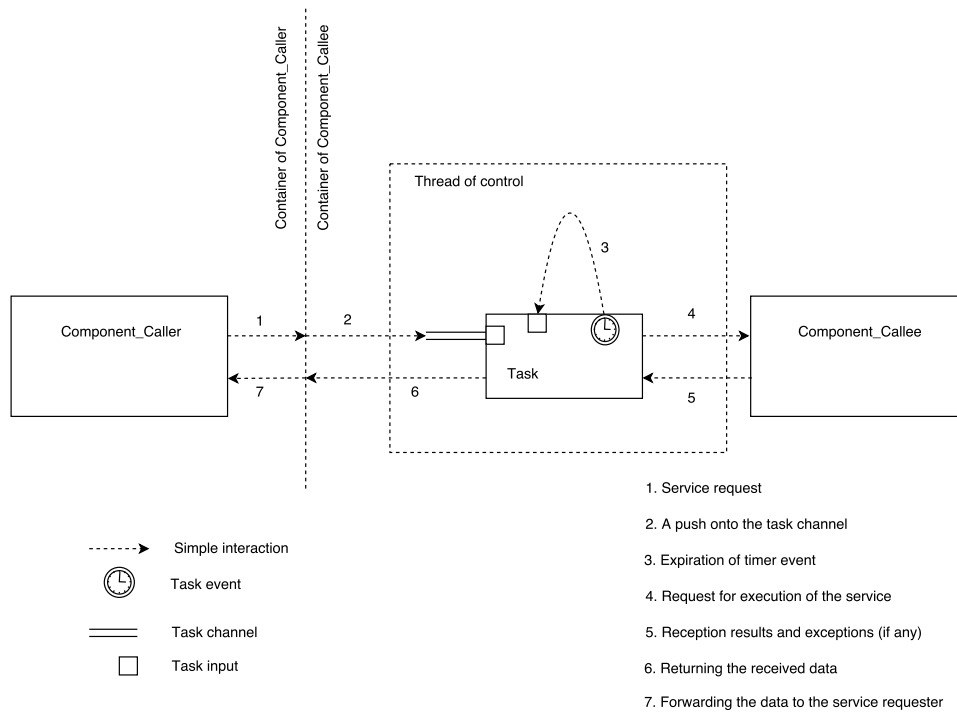 Container of Component_Caller
Container of Component_Callee
Thread of control
3
Component_Caller
1
2
4
Component_Callee
Task
7
6
5
1. Service request
2. A push onto the task channel
3. Expiration of timer event
4. Request for execution of the service
5. Reception results and exceptions (if any)
6. Returning the received data
7. Forwarding the data to the service requester
Simple interaction
Task event
Task channel
Task input